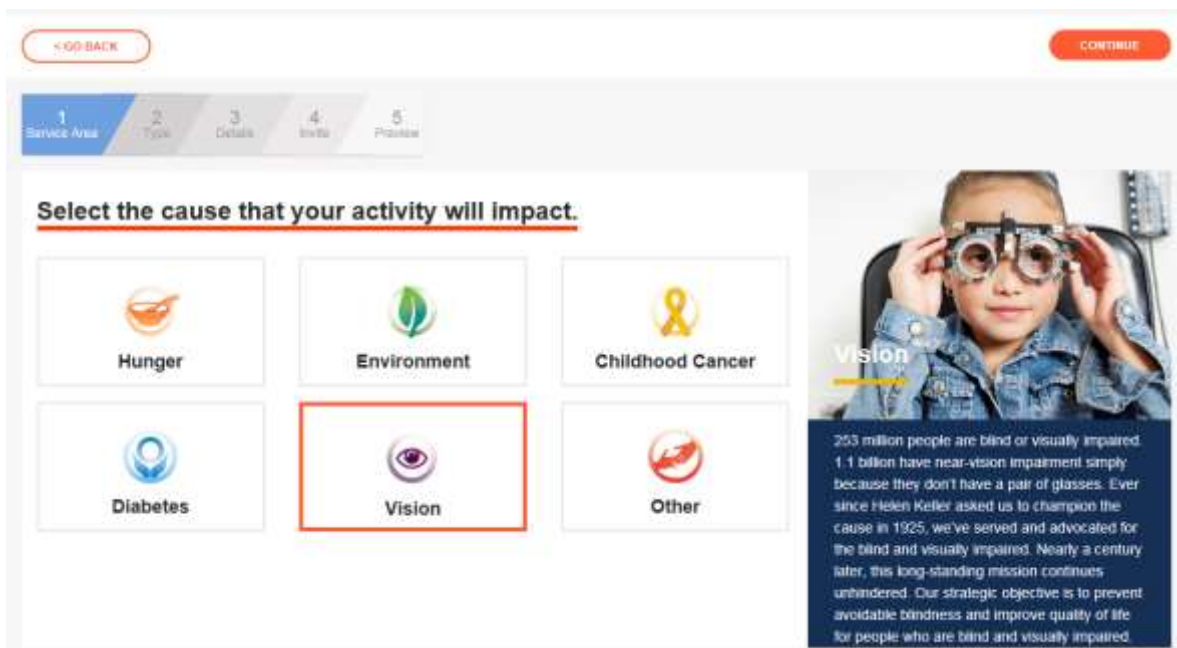 < GO BACK
CONTINUE
1
Service Area
2
Type
3
Details
4
Invite
5
Preview
Select the cause that your activity will impact.
Hunger
Environment
Childhood Cancer
Diabetes
Vision
Other
Vision
253 million people are blind or visually impaired.
1.1 billion have near-vision impairment simply
because they don't have a pair of glasses. Ever
since Helen Keller asked us to champion the
cause in 1925, we've served and advocated for
the blind and visually impaired. Nearly a century
later, this long-standing mission continues
unhindered. Our strategic objective is to prevent
avoidable blindness and improve quality of life
for people who are blind and visually impaired.